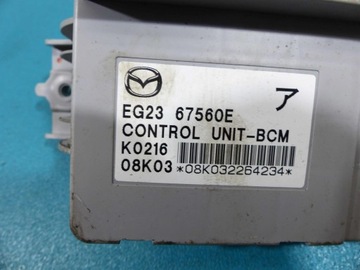 EG23 67560E ア
CONTROL UNIT-BCM
K0216
08K03 *08K032264234*